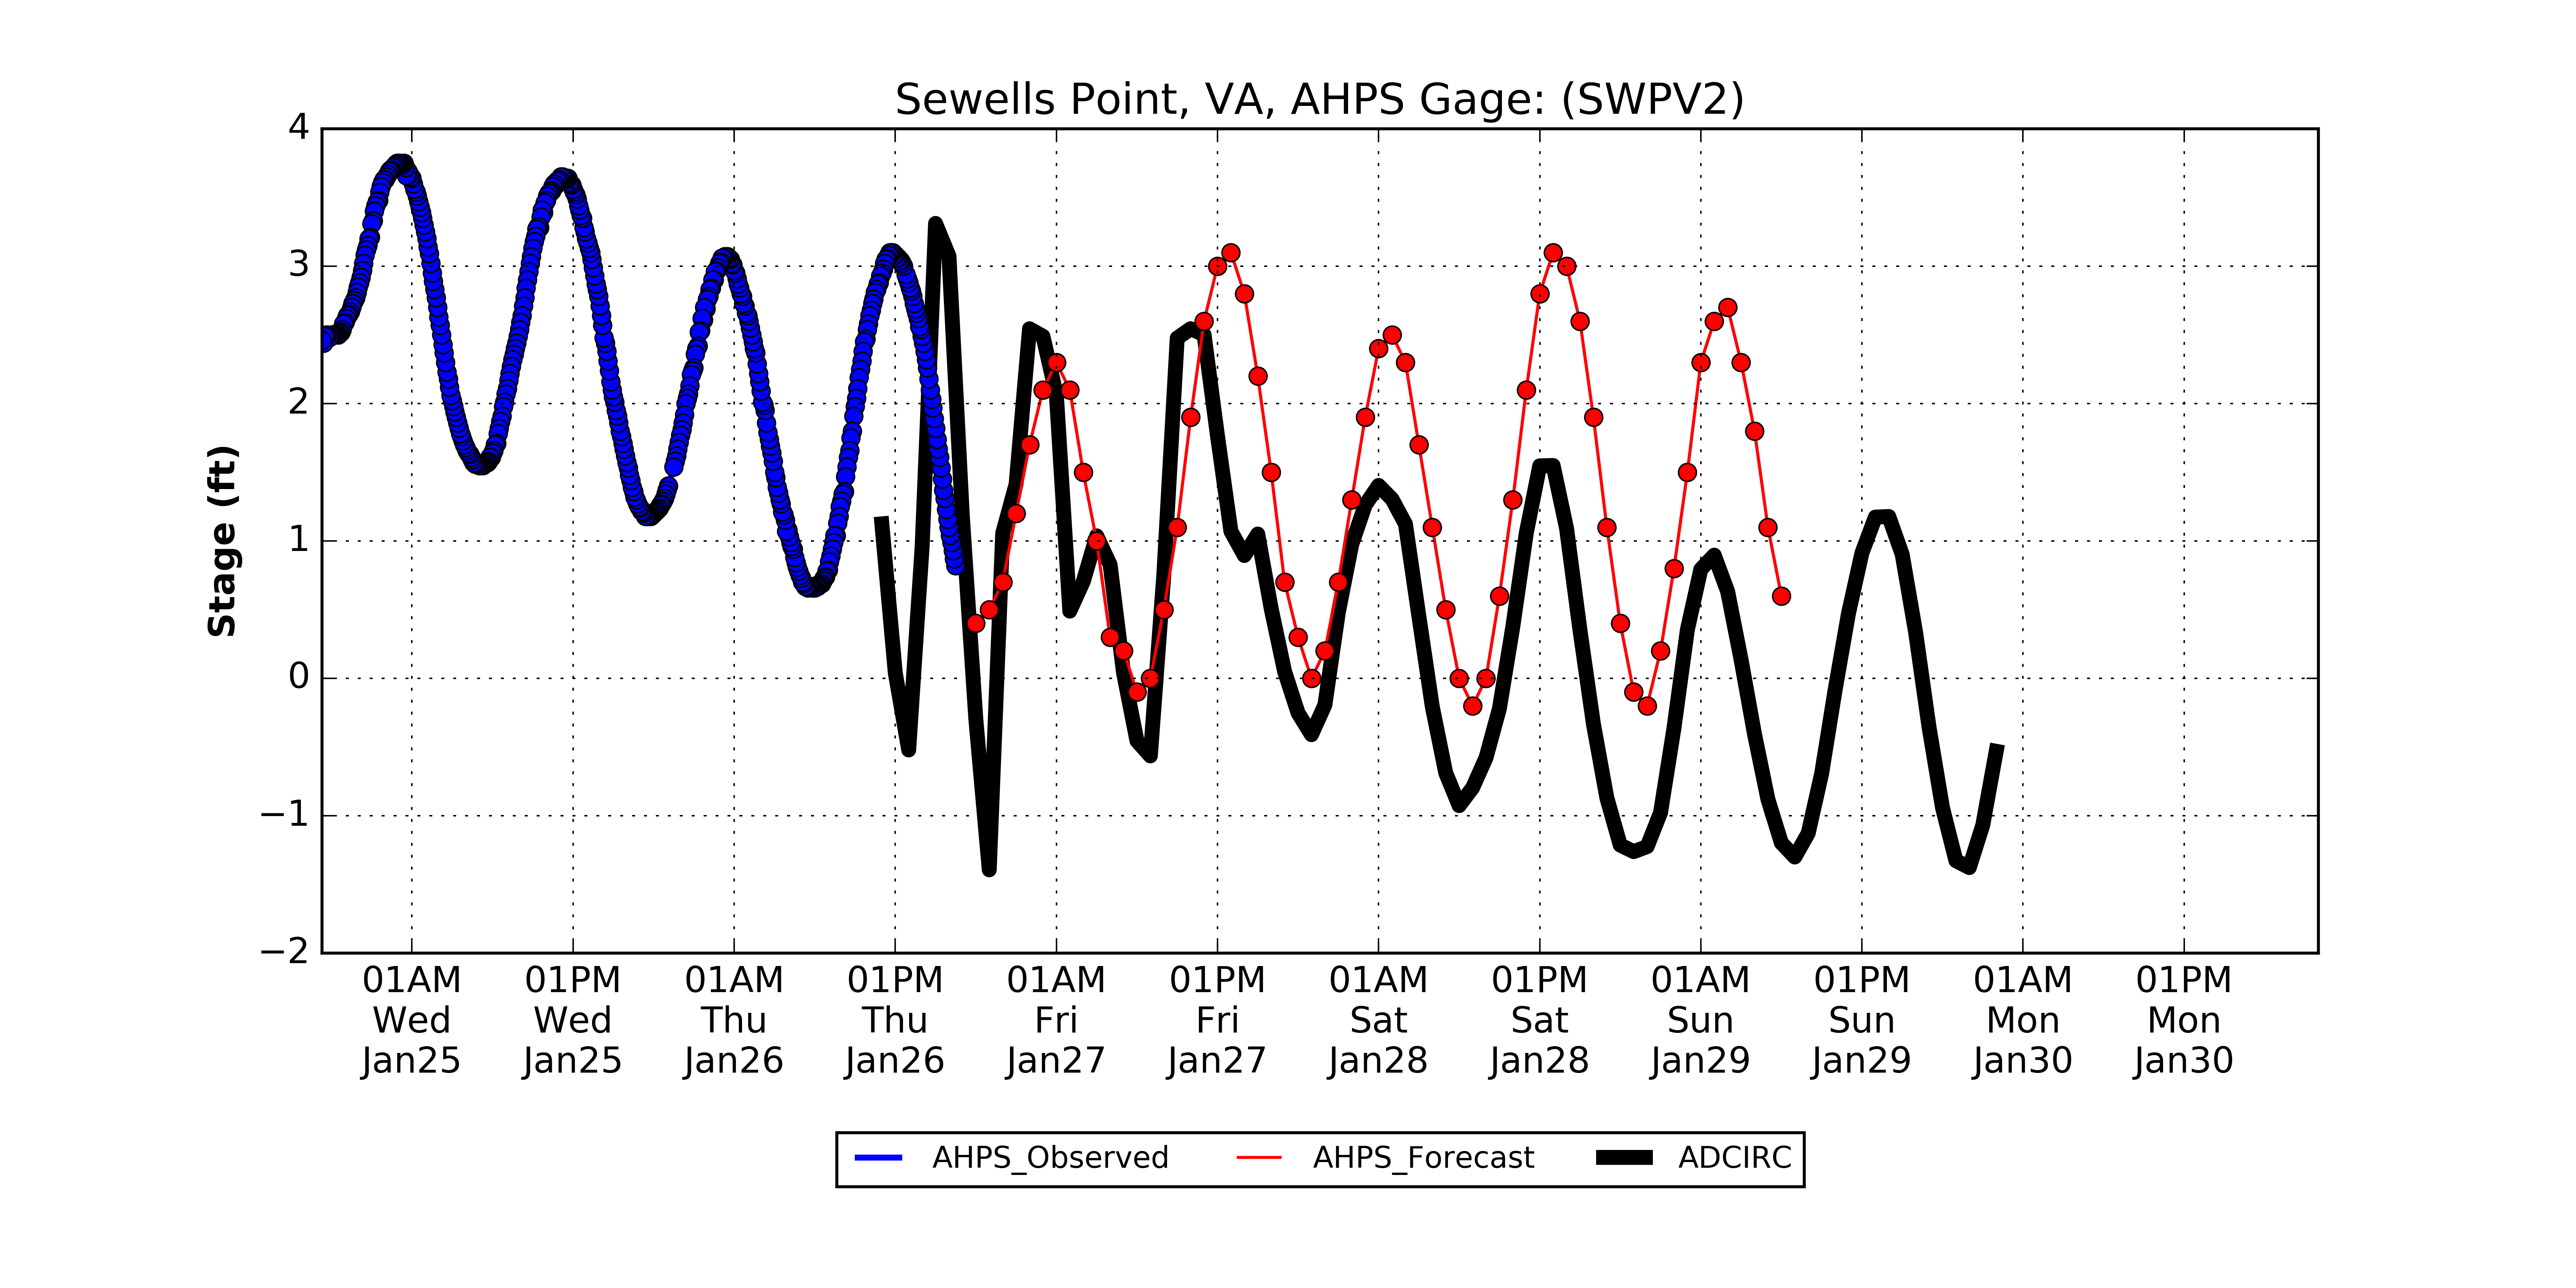 Sewells Point, VA, AHPS Gage: (SWPV2)
Stage (ft)
4
3
2
1
0
−1
−2
01AM 01PM 01AM 01PM 01AM 01PM 01AM 01PM 01AM 01PM 01AM 01PM
Wed Wed Thu Thu Fri Fri Sat Sat Sun Sun Mon Mon
Jan25 Jan25 Jan26 Jan26 Jan27 Jan27 Jan28 Jan28 Jan29 Jan29 Jan30 Jan30
AHPS_Observed AHPS_Forecast ADCIRC